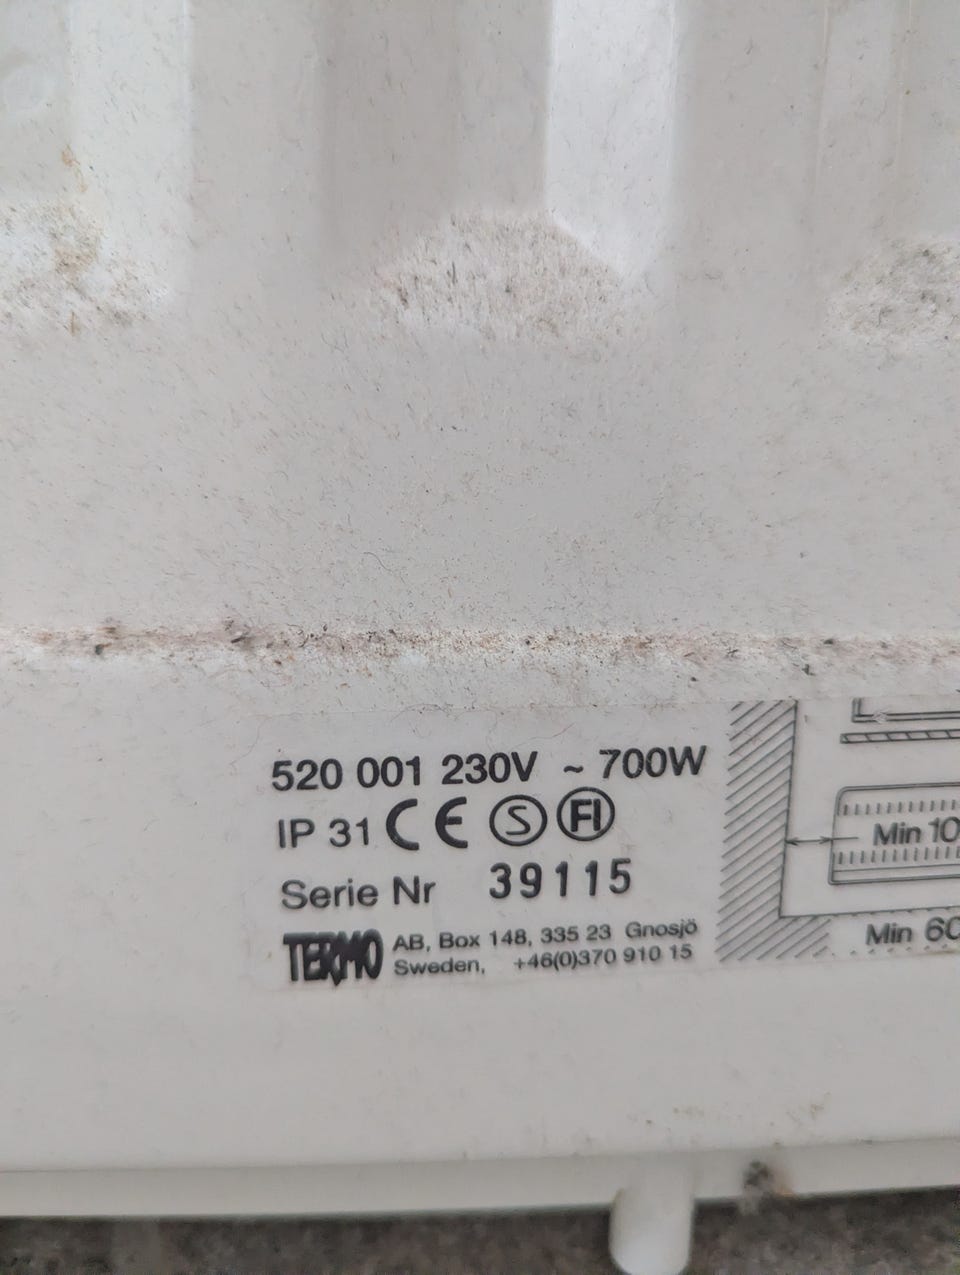 520 001 230V ~ 700W
IP 31 CE S FI
Serie Nr 39115
TERMO AB, Box 148, 335 23 Gnosjö
Sweden, +46(0)370 910 15
Min 10
Min 60